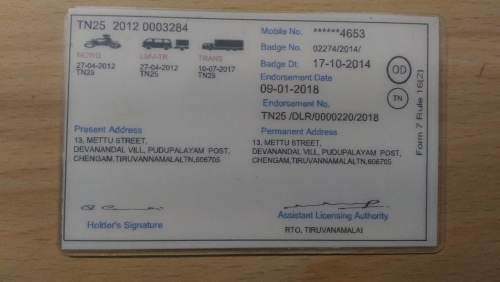 TN25 2012 0003284
MCWG LMV-TR TRANS
27-04-2012 27-04-2012 10-07-2017
TN25 TN25 TN25
Mobile No. ******4653
Badge No. 02274/2014/
Badge Dt. 17-10-2014
Endorsement Date
09-01-2018
Endorsement No.
TN25 /DLR/0000220/2018
OD
TN
Form 7 Rule 16(2)
Present Address
13, METTU STREET,
DEVANANDAL VILL, PUDUPALAYAM POST,
CHENGAM,TIRUVANNAMALAI,TN,606705
Permanent Address
13, METTU STREET,
DEVANANDAL VILL, PUDUPALAYAM POST,
CHENGAM,TIRUVANNAMALAI,TN,606705
Holder's Signature
Assistant Licensing Authority
RTO, TIRUVANAMALAI